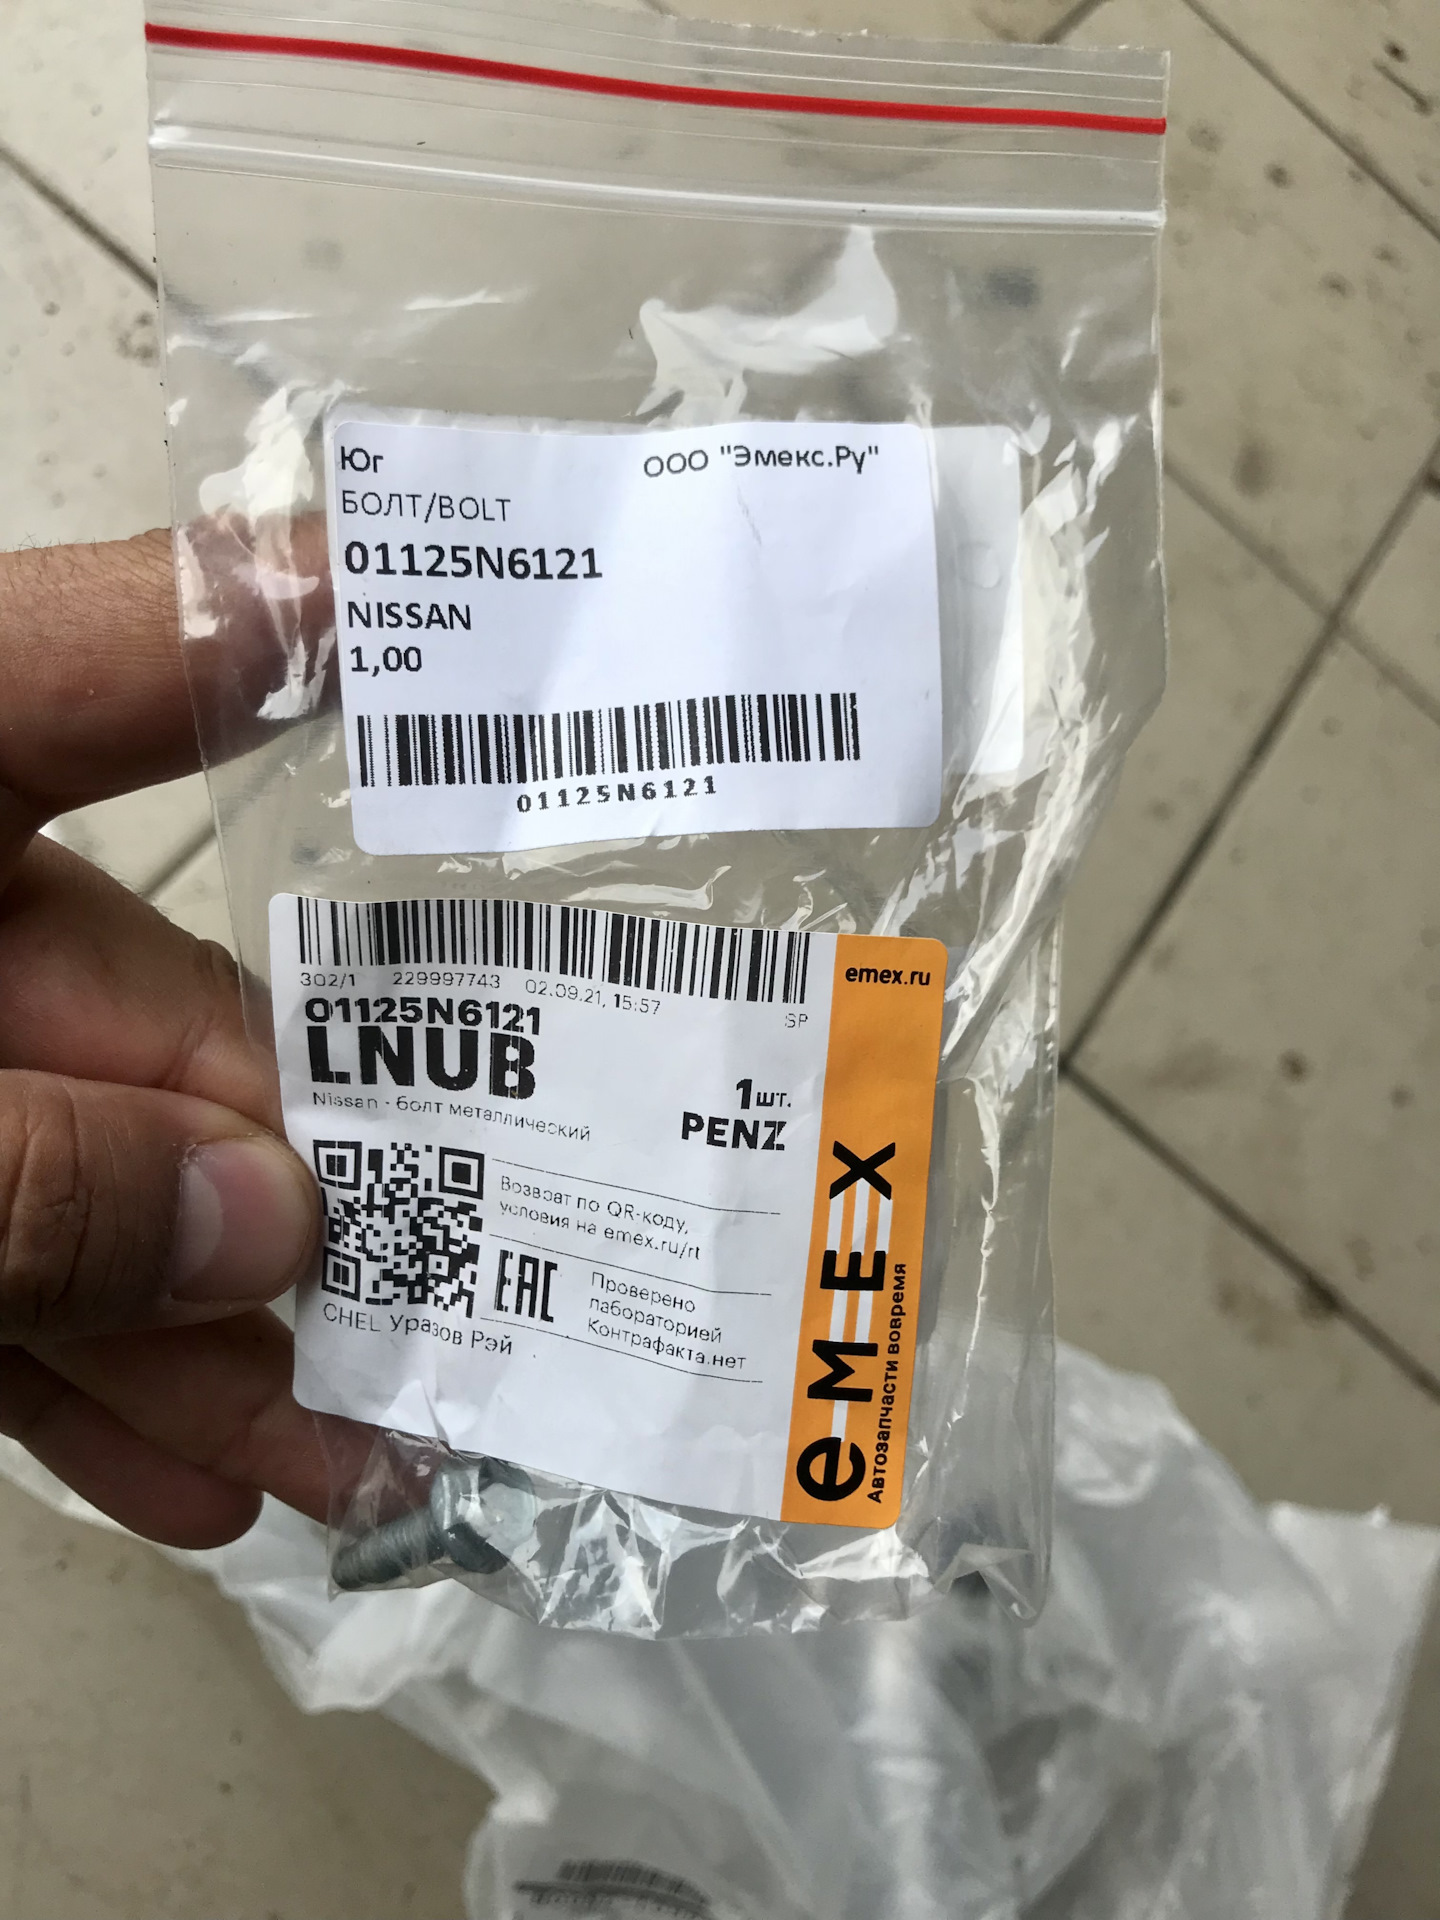 Юг ООО "Эмекс.Ру"
БОЛТ/BOLT
01125N6121
NISSAN
1,00
01125N6121
302/1 229997743 02.09.21, 15:57
SP
01125N6121
LNUB
Nissan - болт металлический
1 шт.
PENZ
Возврат по QR-коду,
условия на emex.ru/rt
EAC
Проверено
лабораторией
Контрафакта.нет
CHEL Уразов Рэй
emex.ru
eMEX
Автозапчасти вовремя